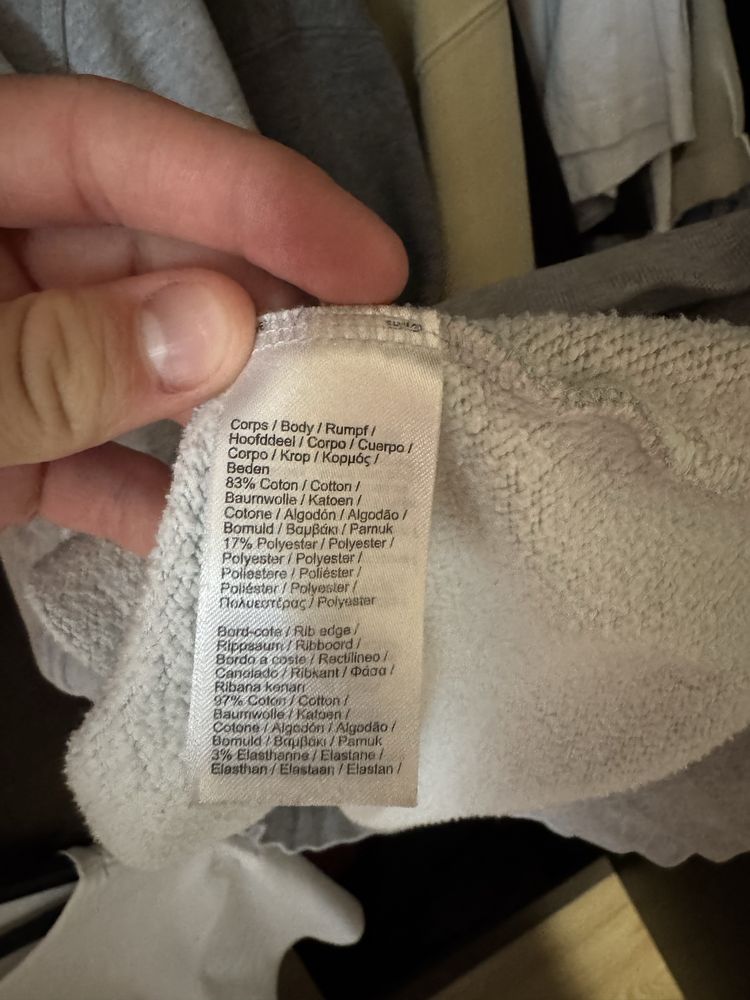 Corps / Body / Rumpf /
Hoofddeel / Corpo / Cuerpo /
Corpo / Krop / Κορμός /
Beden
83% Coton / Cotton /
Baumwolle / Katoen /
Cotone / Algodón / Algodão /
Bomuld / Βαμβάκι / Pamuk
17% Polyester / Polyester /
Polyester / Polyester /
Poliestere / Poliéster /
Poliéster / Polyester /
Πολυεστέρας / Polyester
Bord-cote / Rib edge /
Rippsaum / Ribboord /
Bordo a coste / Rectilineo /
Canelado / Ribkant / Φάσα /
Ribana kenarı
97% Coton / Cotton /
Baumwolle / Katoen /
Cotone / Algodón / Algodão /
Bomuld / Βαμβάκι / Pamuk
3% Elasthanne / Elastane /
Elasthan / Elastaan / Elastan /